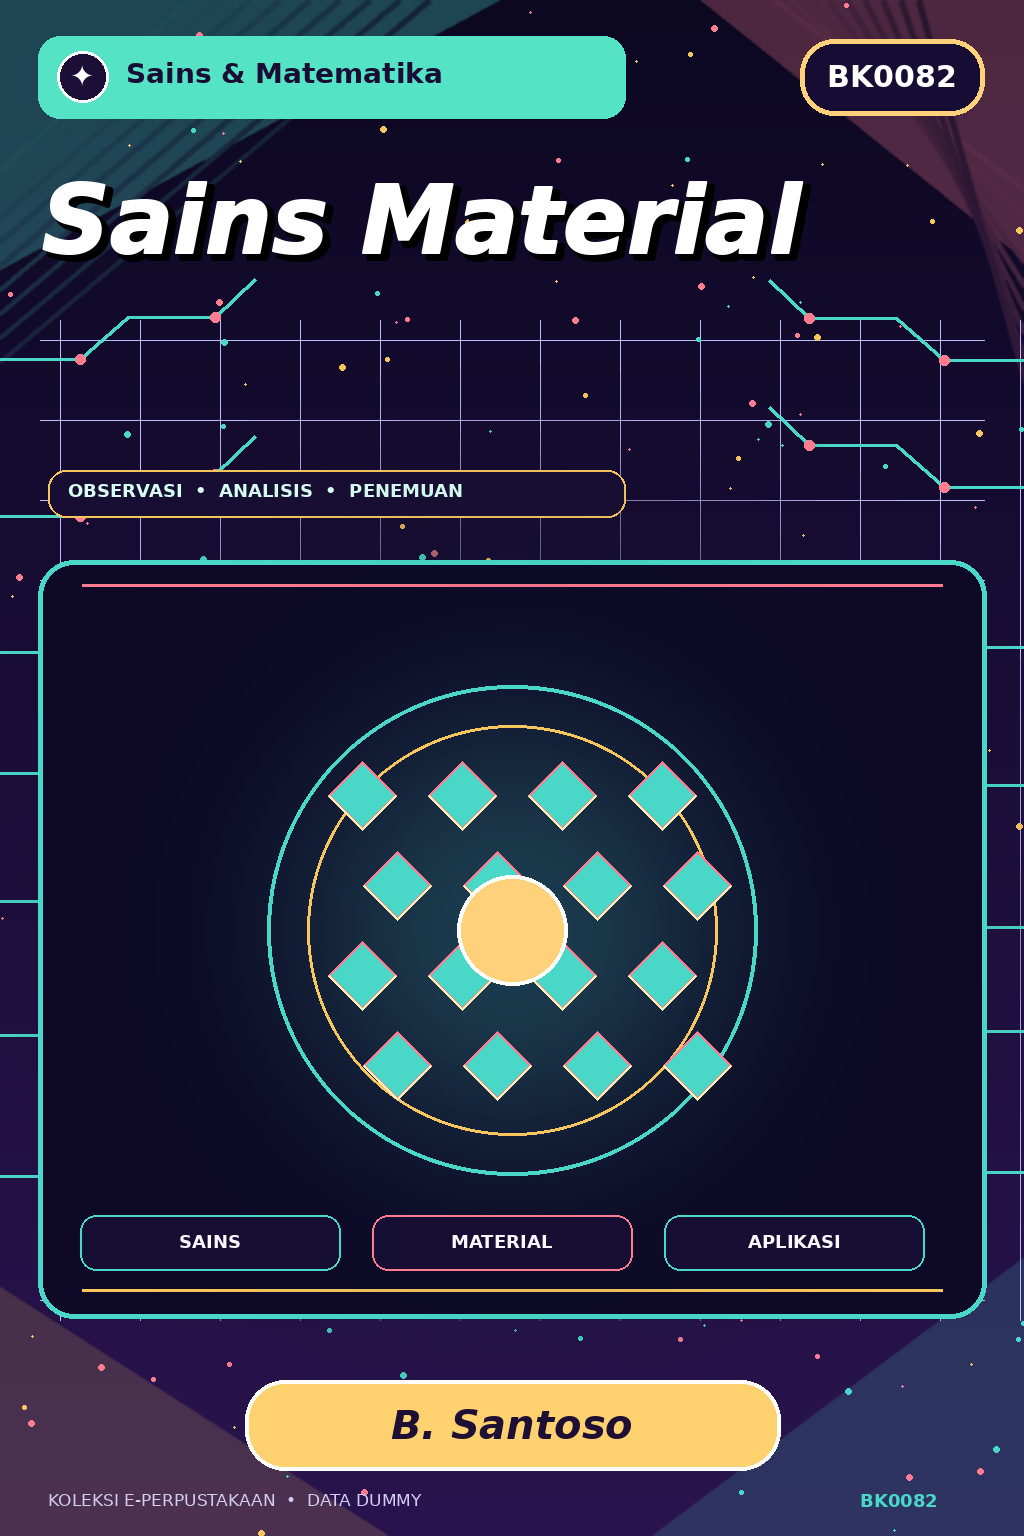 ✦ Sains & Matematika
BK0082
Sains Material
OBSERVASI • ANALISIS • PENEMUAN
SAINS
MATERIAL
APLIKASI
B. Santoso
KOLEKSI E-PERPUSTAKAAN • DATA DUMMY
BK0082